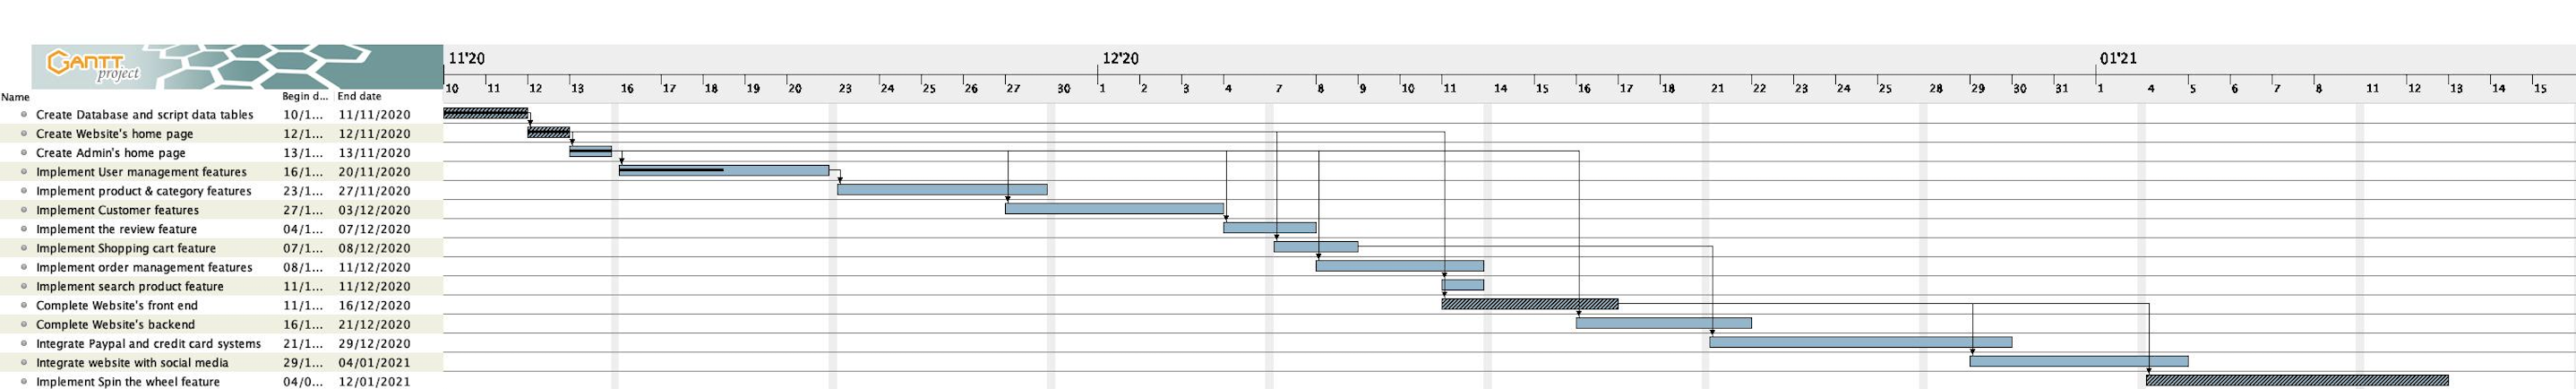 GANTT project
11'20 12'20 01'21
10 11 12 13 16 17 18 19 20 23 24 25 26 27 30 1 2 3 4 7 8 9 10 11 14 15 16 17 18 21 22 23 24 25 28 29 30 31 1 4 5 6 7 8 11 12 13 14 15
Name Begin d... End date
Create Database and script data tables 10/1... 11/11/2020
Create Website's home page 12/1... 12/11/2020
Create Admin's home page 13/1... 13/11/2020
Implement User management features 16/1... 20/11/2020
Implement product & category features 23/1... 27/11/2020
Implement Customer features 27/1... 03/12/2020
Implement the review feature 04/1... 07/12/2020
Implement Shopping cart feature 07/1... 08/12/2020
Implement order management features 08/1... 11/12/2020
Implement search product feature 11/1... 11/12/2020
Complete Website's front end 11/1... 16/12/2020
Complete Website's backend 16/1... 21/12/2020
Integrate Paypal and credit card systems 21/1... 29/12/2020
Integrate website with social media 29/1... 04/01/2021
Implement Spin the wheel feature 04/0... 12/01/2021